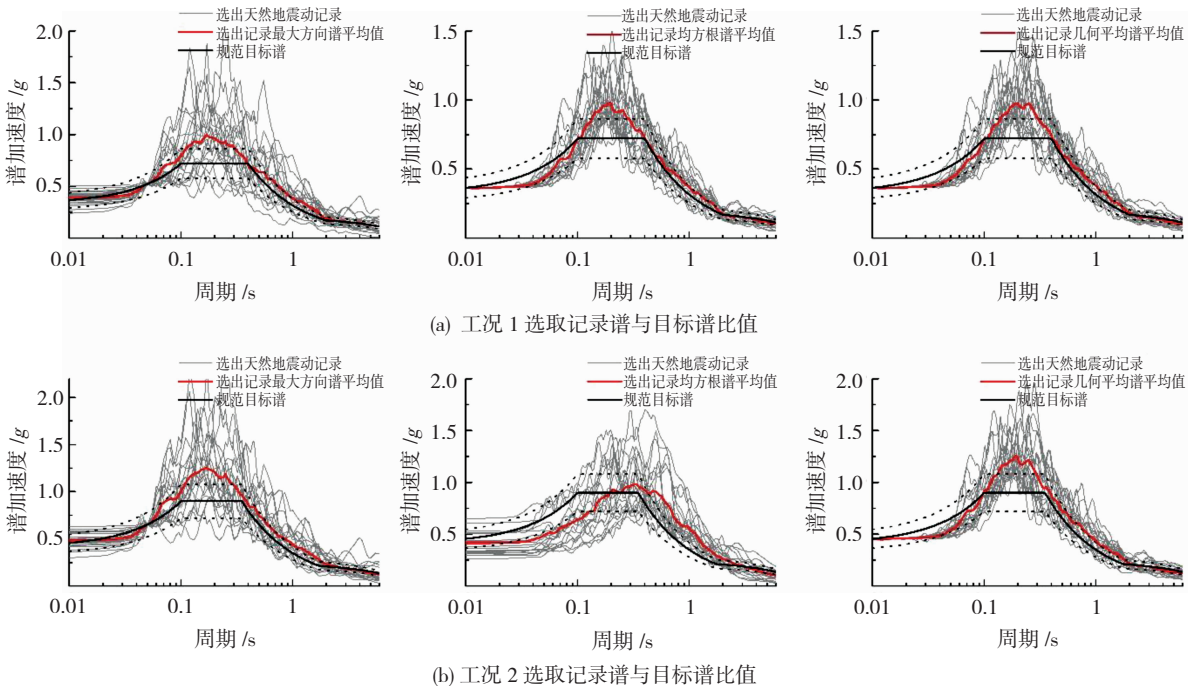 选出天然地震动记录
选出记录最大方向谱平均值
规范目标谱
2.0
1.5
1.0
0.5
谱加速度 /g
0.01 0.1 1
周期 /s
选出天然地震动记录
选出记录均方根谱平均值
规范目标谱
1.5
1.0
0.5
谱加速度 /g
0.01 0.1 1
周期 /s
选出天然地震动记录
选出记录几何平均谱平均值
规范目标谱
1.5
1.0
0.5
谱加速度 /g
0.01 0.1 1
周期 /s
(a) 工况 1 选取记录谱与目标谱比值
选出天然地震动记录
选出记录最大方向谱平均值
规范目标谱
2.0
1.5
1.0
0.5
谱加速度 /g
0.01 0.1 1
周期 /s
选出天然地震动记录
选出记录均方根谱平均值
规范目标谱
2.0
1.5
1.0
0.5
谱加速度 /g
0.01 0.1 1
周期 /s
选出天然地震动记录
选出记录几何平均谱平均值
规范目标谱
2.0
1.5
1.0
0.5
谱加速度 /g
0.01 0.1 1
周期 /s
(b) 工况 2 选取记录谱与目标谱比值